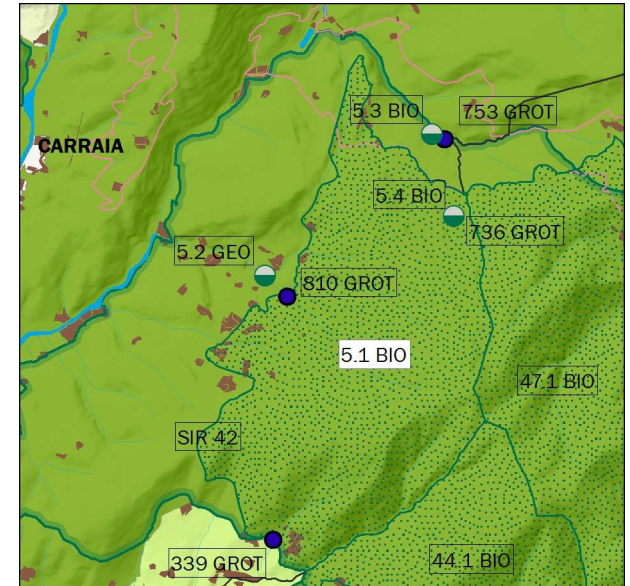 5.3 BIO
753 GROT
CARRAIA
5.4 BIO
736 GROT
5.2 GEO
810 GROT
5.1 BIO
47.1 BIO
SIR 42
339 GROT
44.1 BIO